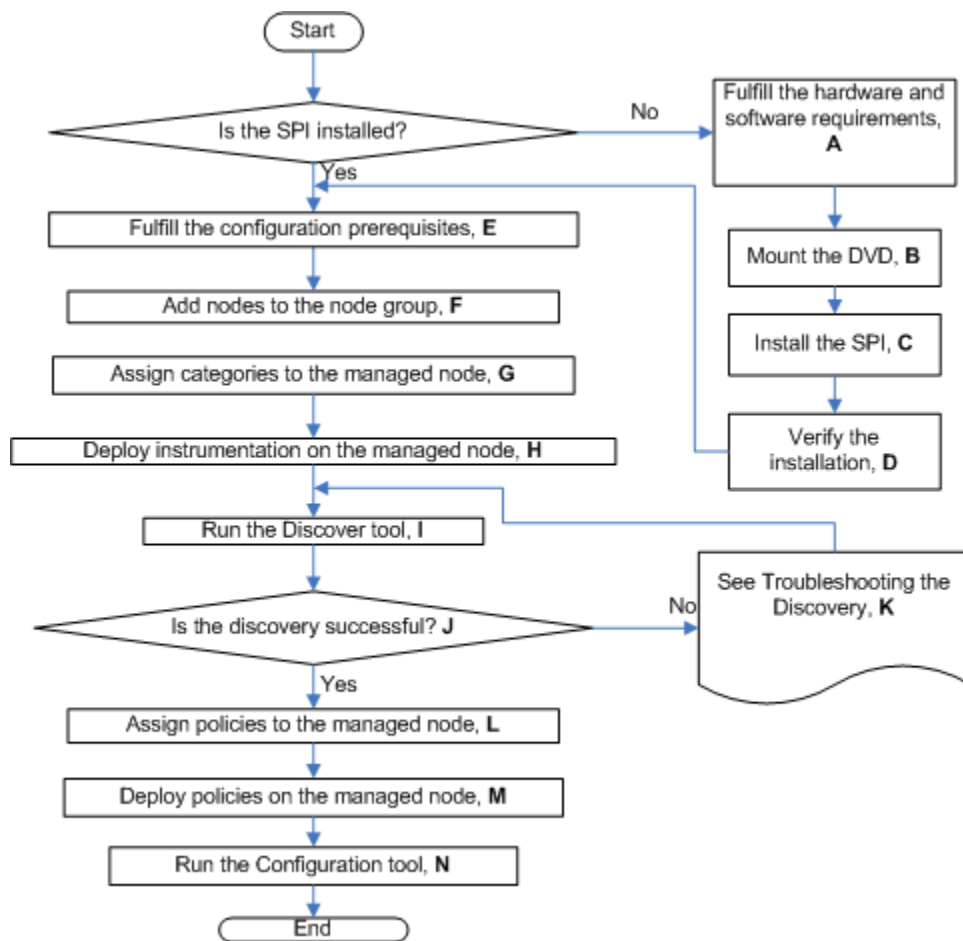 Start
Is the SPI installed?
No
Fulfill the hardware and
software requirements,
A
Yes
Mount the DVD, B
Fulfill the configuration prerequisites, E
Add nodes to the node group, F
Install the SPI, C
Assign categories to the managed node, G
Verify the
installation, D
Deploy instrumentation on the managed node, H
Run the Discover tool, I
See Troubleshooting the
Discovery, K
Is the discovery successful? J
No
Yes
Assign policies to the managed node, L
Deploy policies on the managed node, M
Run the Configuration tool, N
End